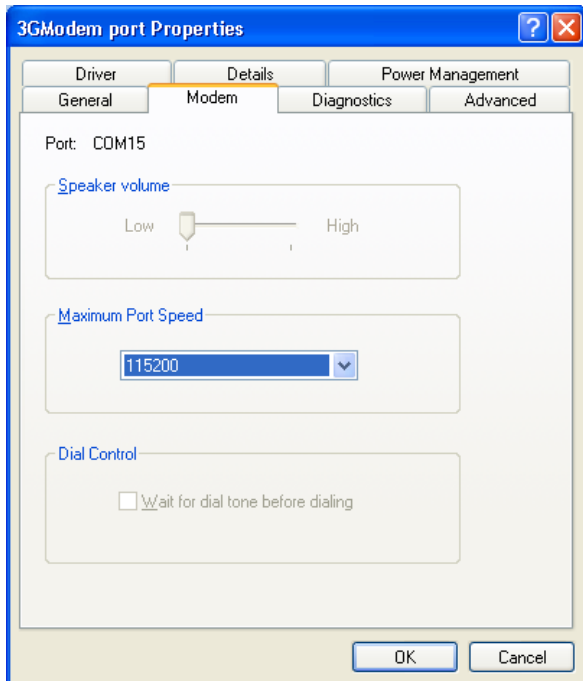 3GModem port Properties
Driver Details Power Management
General Modem Diagnostics Advanced
Port: COM15
Speaker volume
Low High
Maximum Port Speed
115200
Dial Control
Wait for dial tone before dialing
OK Cancel